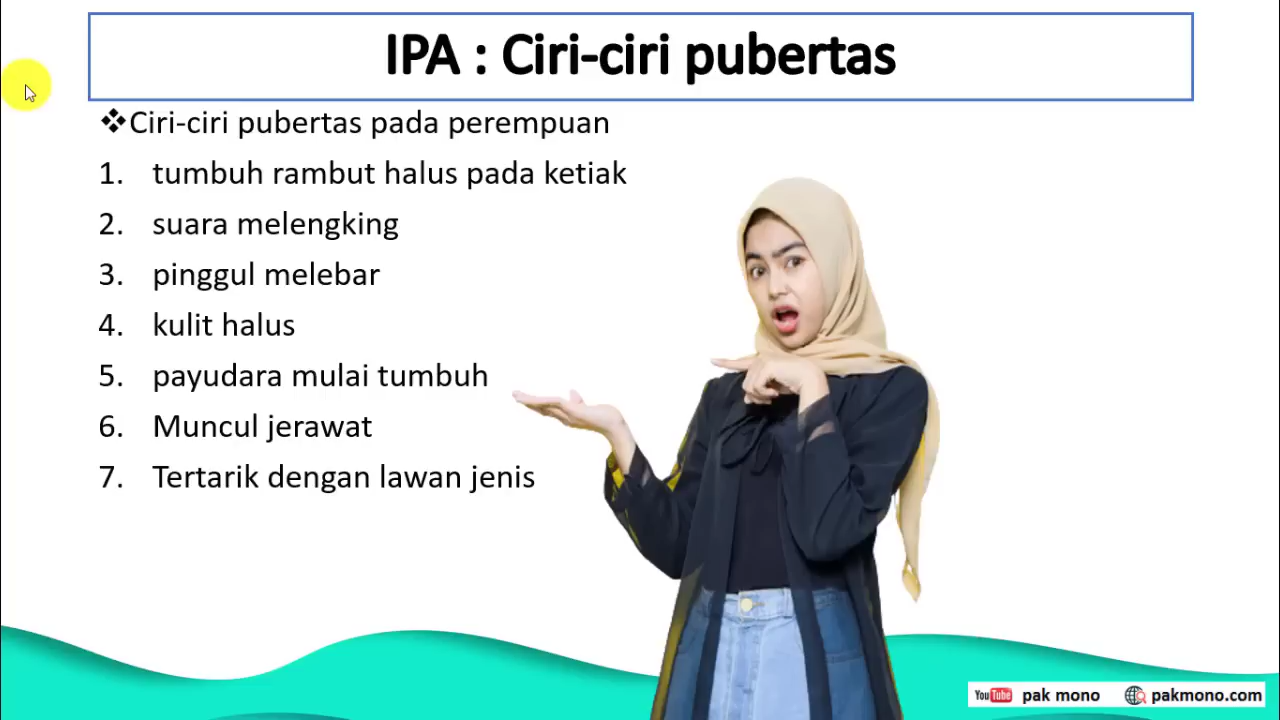 IPA : Ciri-ciri pubertas
❖Ciri-ciri pubertas pada perempuan
1. tumbuh rambut halus pada ketiak
2. suara melengking
3. pinggul melebar
4. kulit halus
5. payudara mulai tumbuh
6. Muncul jerawat
7. Tertarik dengan lawan jenis
YouTube pak mono pakmono.com